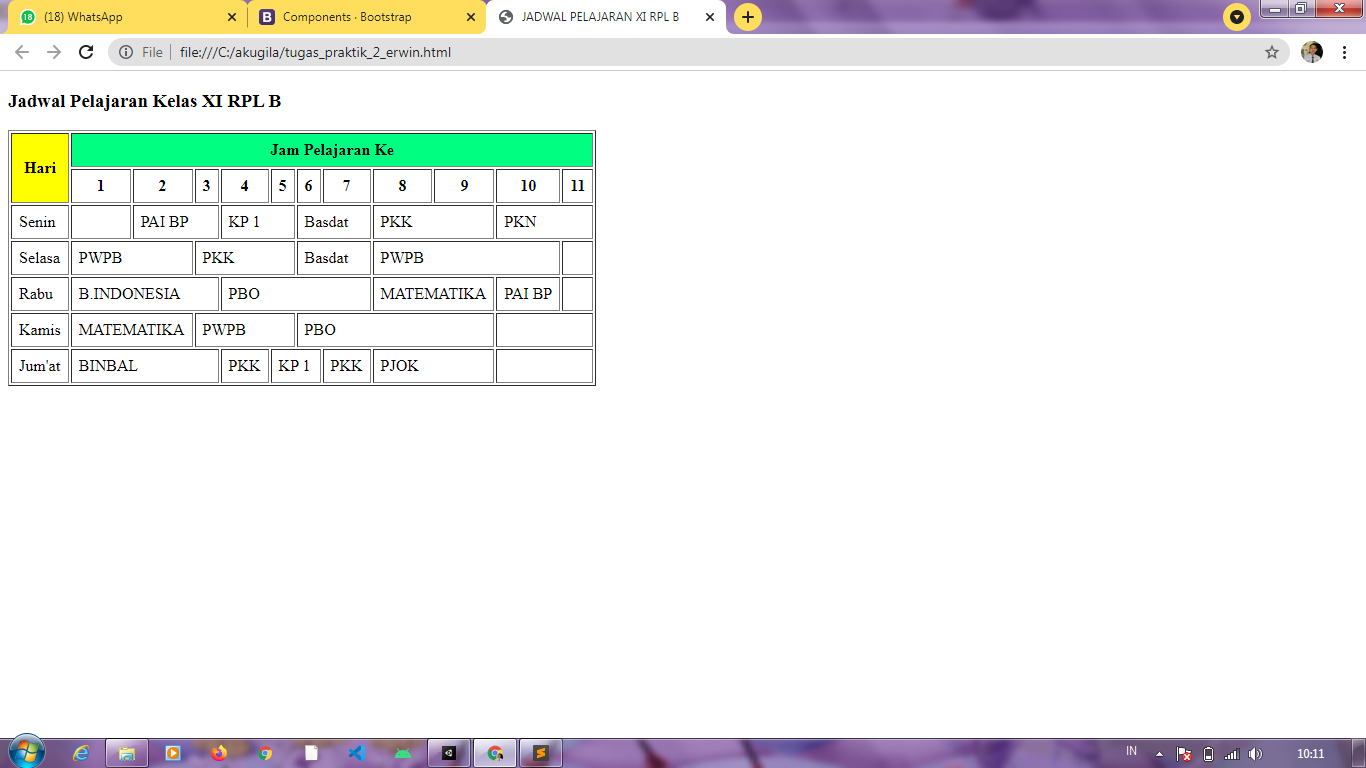 (18) WhatsApp
Components · Bootstrap
JADWAL PELAJARAN XI RPL B
File
file:///C:/akugila/tugas_praktik_2_erwin.html
Jadwal Pelajaran Kelas XI RPL B
Hari Jam Pelajaran Ke
1 2 3 4 5 6 7 8 9 10 11
Senin PAI BP KP 1 Basdat PKK PKN
Selasa PWPB PKK Basdat PWPB
Rabu B.INDONESIA PBO MATEMATIKA PAI BP
Kamis MATEMATIKA PWPB PBO
Jum'at BINBAL PKK KP 1 PKK PJOK
IN 10:11